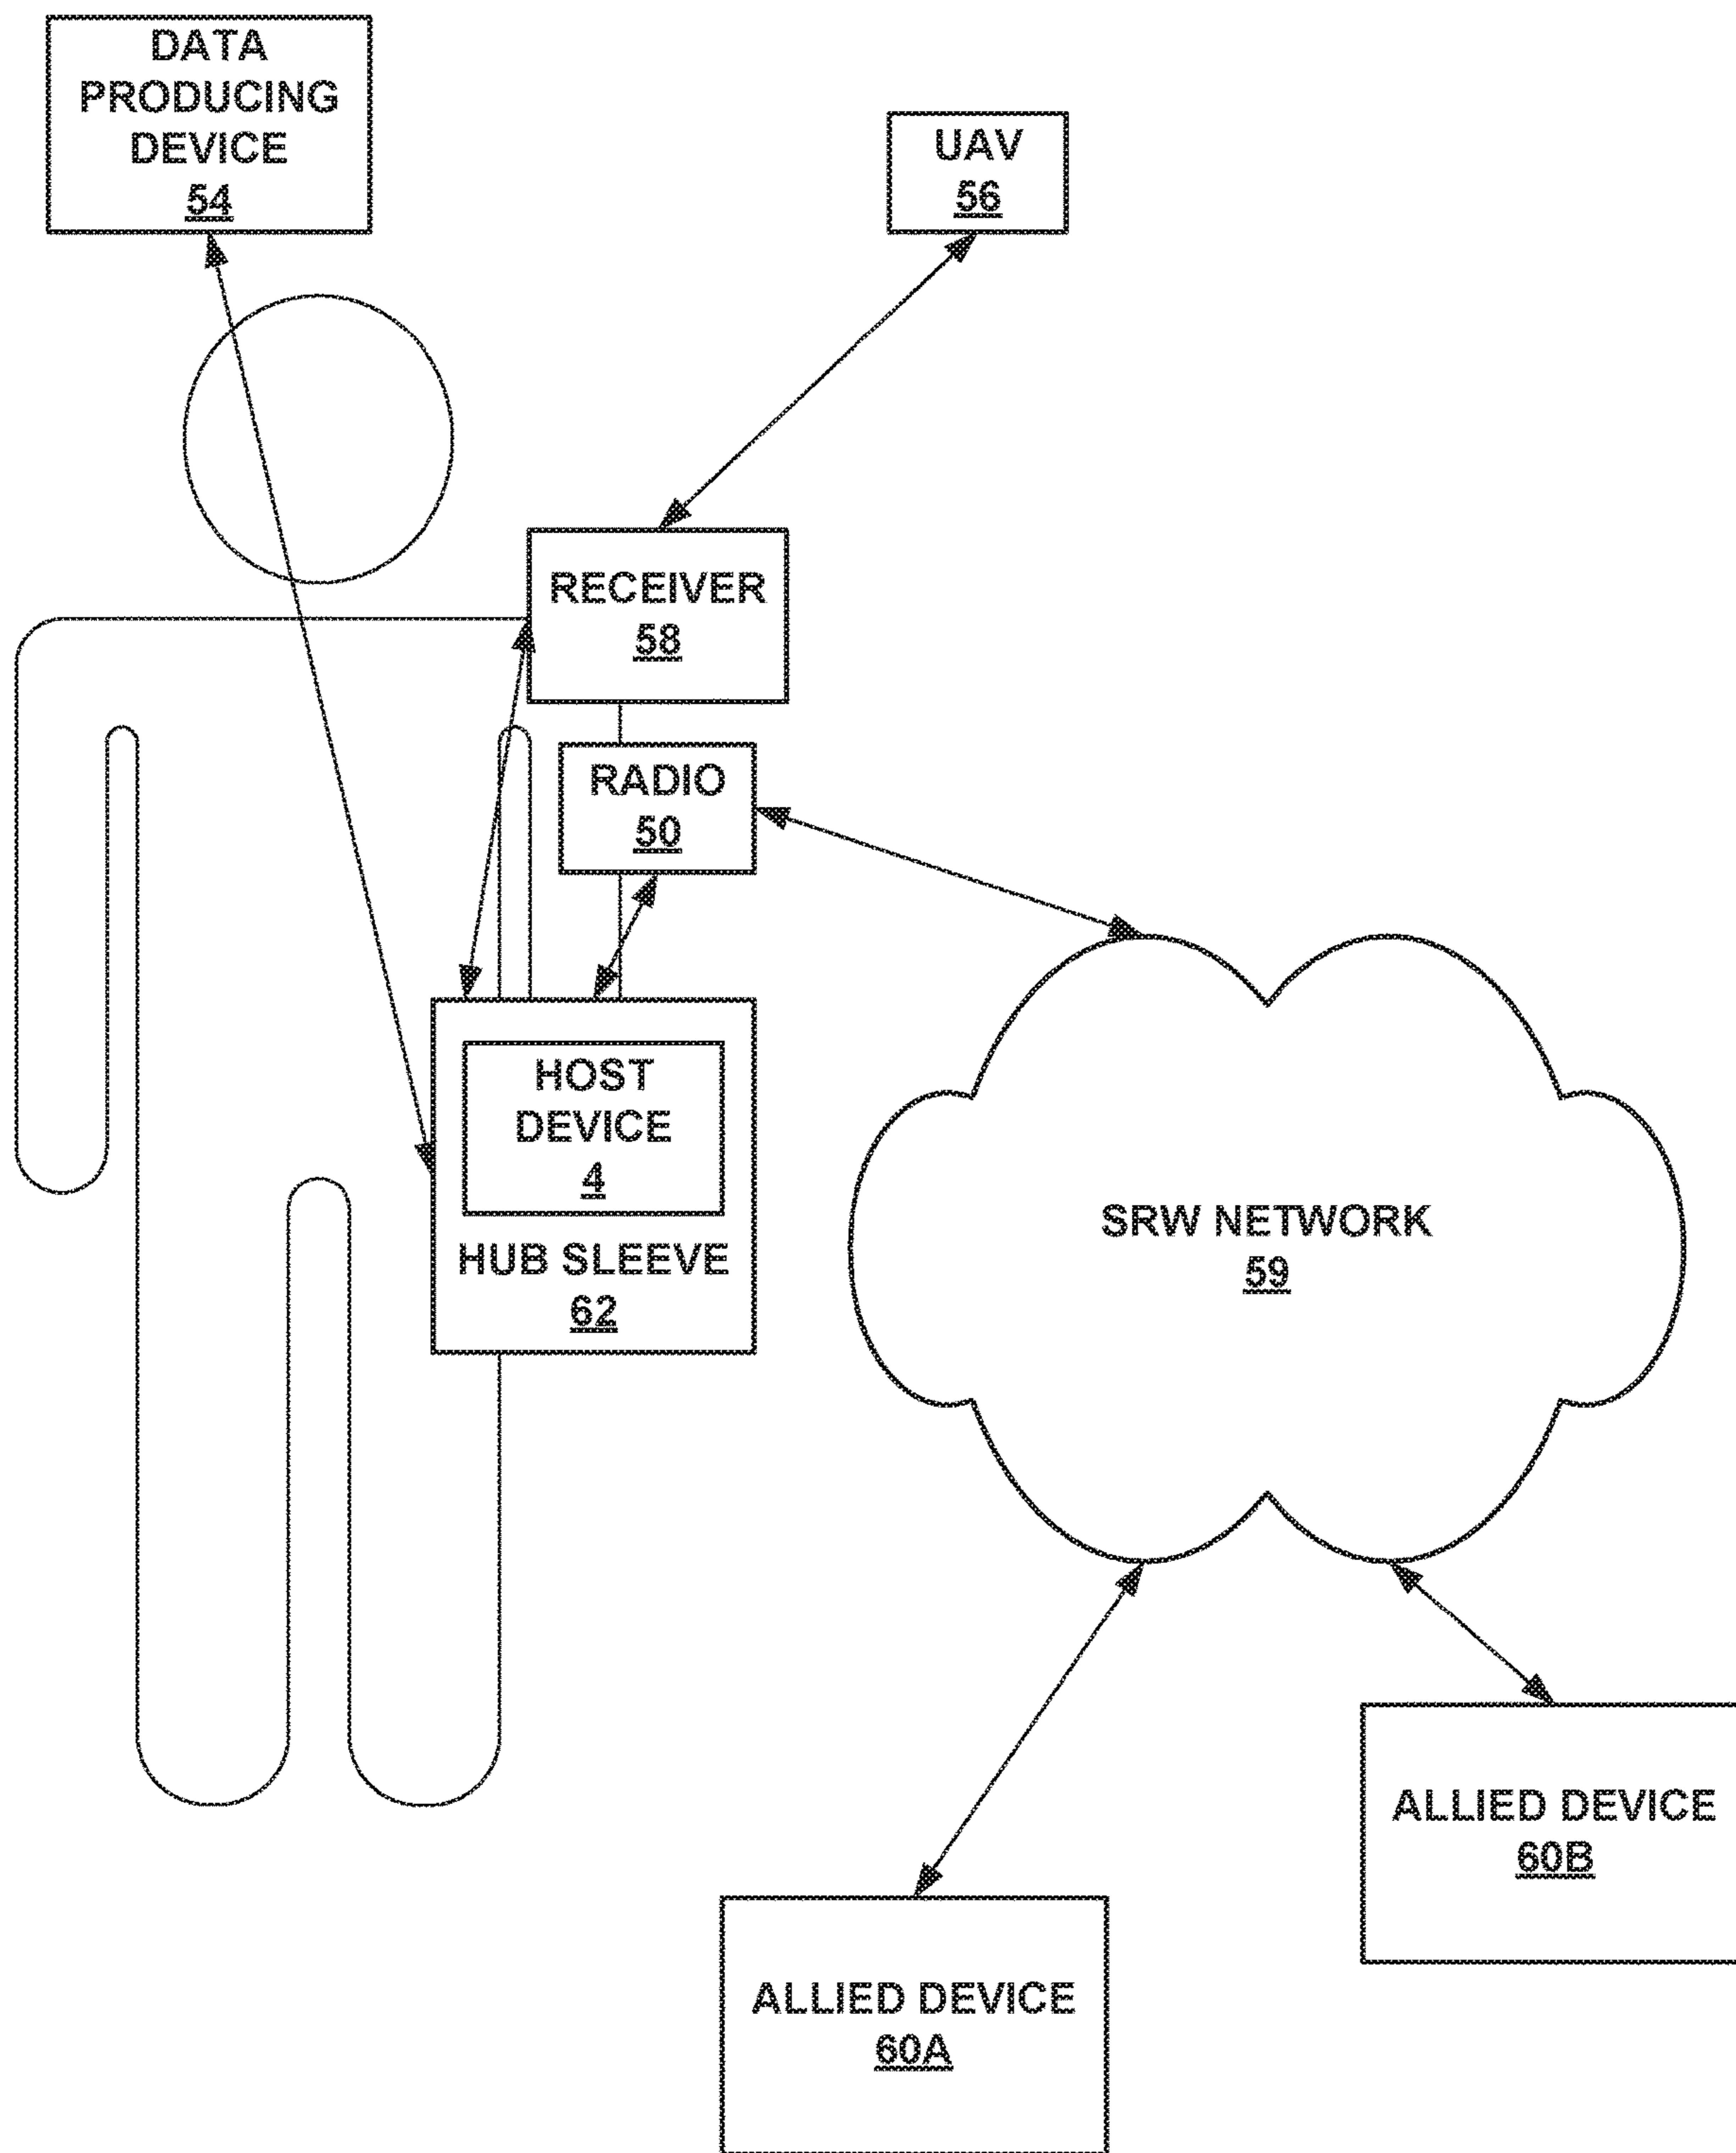 DATA
PRODUCING
DEVICE
54
UAV
56
RECEIVER
58
RADIO
50
HOST
DEVICE
4
HUB SLEEVE
62
SRW NETWORK
59
ALLIED DEVICE
60B
ALLIED DEVICE
60A